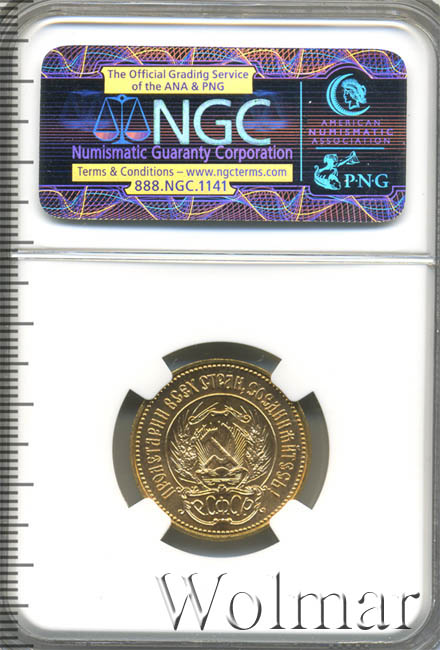 The Official Grading Service
of the ANA & PNG
NGC
Numismatic Guaranty Corporation
Terms & Conditions – www.ngcterms.com
888.NGC.1141
AMERICAN
NUMISMATIC
ASSOCIATION
P·N·G
ПРОЛЕТАРИИ ВСЕХ СТРАН, СОЕДИНЯЙТЕСЬ!
РСФСР
Wolmar